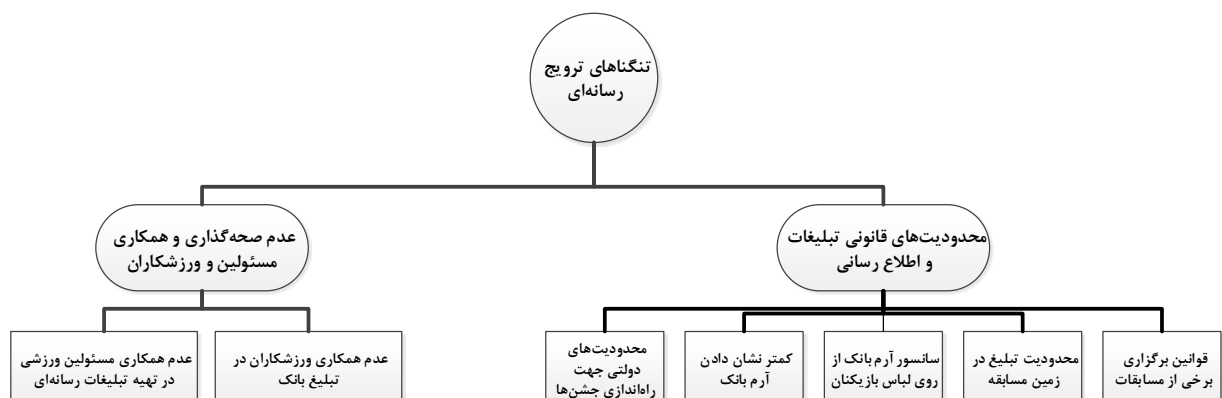 تنگناهای ترویج
رسانه‌ای
محدودیت‌های قانونی تبلیغات
و اطلاع رسانی
عدم صحه‌گذاری و همکاری
مسئولین و ورزشکاران
قوانین برگزاری
برخی از مسابقات
محدودیت تبلیغ در
زمین مسابقه
سانسور آرم بانک از
روی لباس بازیکنان
کمتر نشان دادن
آرم بانک
محدودیت‌های
دولتی جهت
راه‌اندازی جشن‌ها
عدم همکاری ورزشکاران در
تبلیغ بانک
عدم همکاری مسئولین ورزشی
در تهیه تبلیغات رسانه‌ای